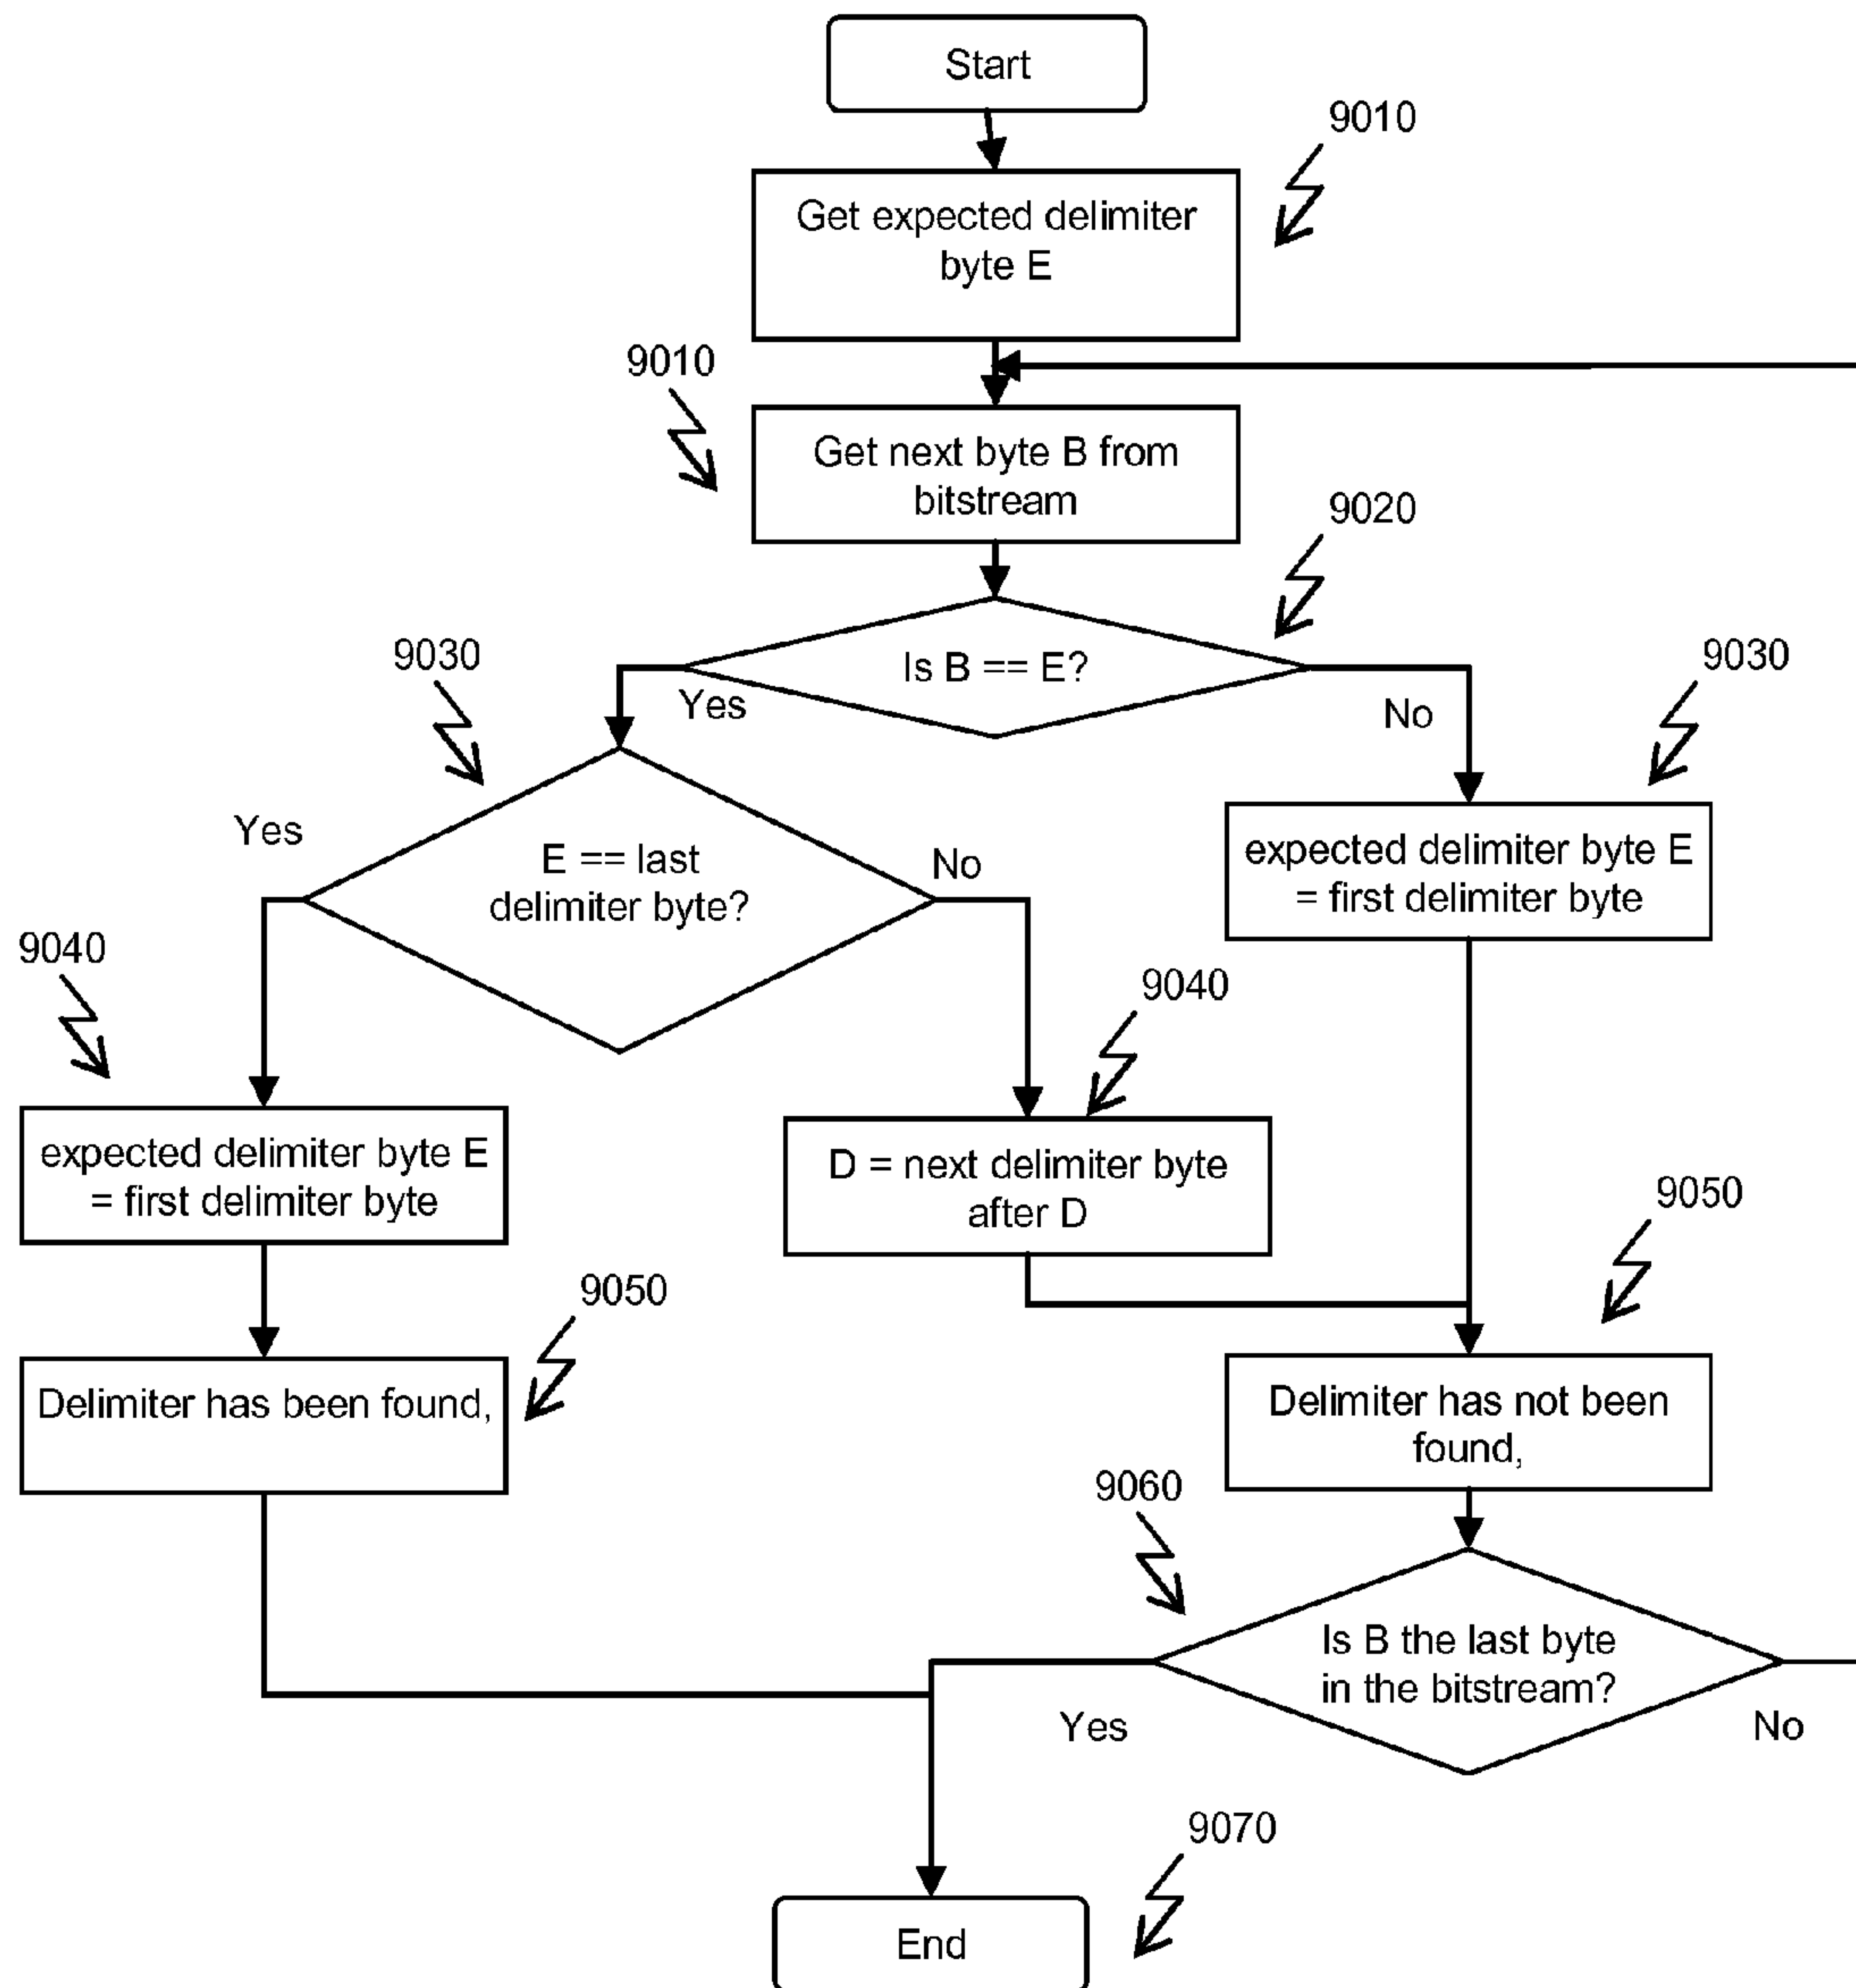 Start
9010
Get expected delimiter
byte E
9010
Get next byte B from
bitstream
9020
Is B == E?
Yes
No
9030
9030
Yes
E == last
delimiter byte?
No
expected delimiter byte E
= first delimiter byte
9040
9040
expected delimiter byte E
= first delimiter byte
D = next delimiter byte
after D
9050
9050
Delimiter has been found,
Delimiter has not been
found,
9060
Is B the last byte
in the bitstream?
Yes
No
9070
End